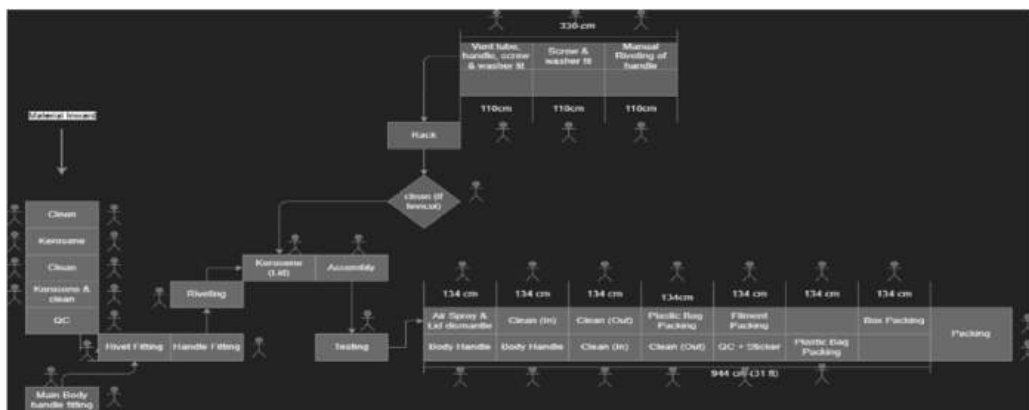 330 cm
Vent tube,
handle, screw
& washer fit
Screw &
washer fit
Manual
Riveting of
handle
110cm
110cm
110cm
Material Inward
Rack
clean (if
Clean
Kerosene
Clean
Kerosene &
clean
QC
Kerosene
(Lid)
Assembly
Riveting
Rivet Fitting
Handle Fitting
Testing
Main Body
handle fitting
134 cm
134 cm
134 cm
134cm
134 cm
134 cm
134 cm
Air Spray &
Lid dismantle
Clean (In)
Clean (Out)
Plastic Bag
Packing
Fitment
Packing
Box Packing
Packing
Body Handle
Body Handle
Clean (In)
Clean (Out)
QC + Sticker
Plastic Bag
Packing
944 cm (31 ft)